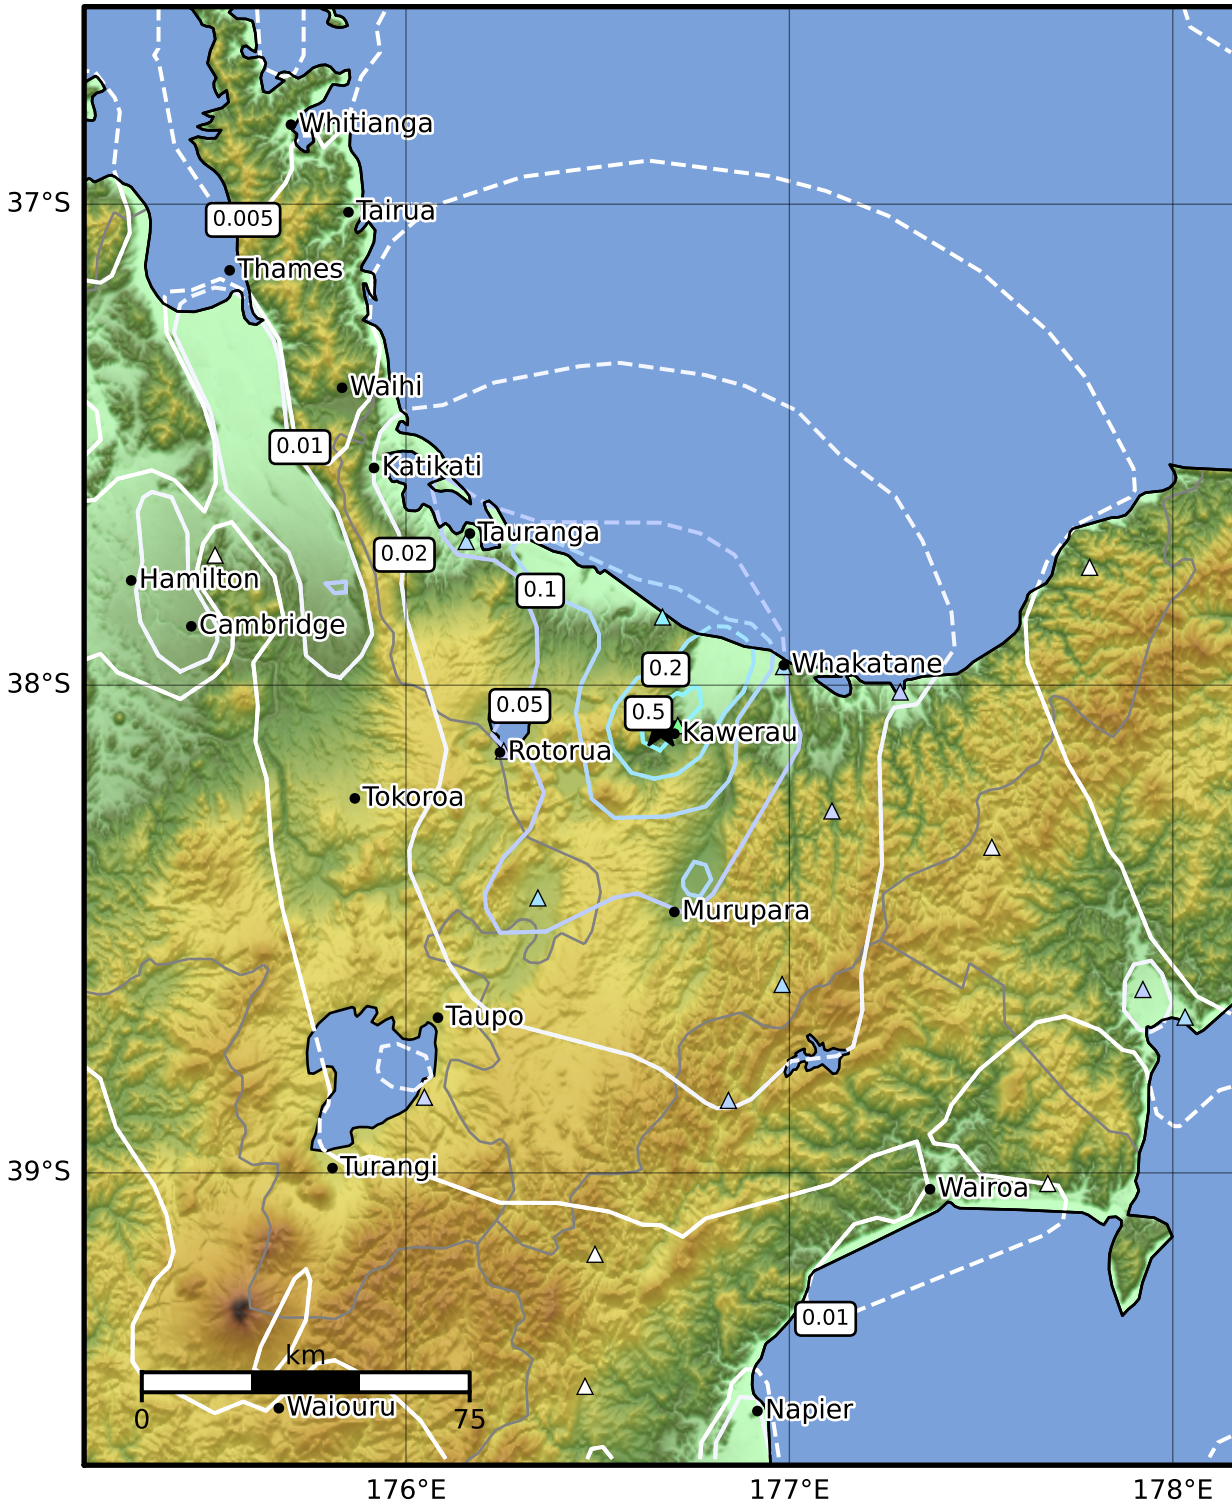 Whitianga
37°S
0.005
Tairua
Thames
Waihi
0.01
Katikati
Tauranga
0.02
Hamilton
0.1
Cambridge
38°S
0.2
Whakatane
0.05
0.5
Kawerau
Rotorua
Tokoroa
Murupara
Taupo
39°S
Turangi
Wairoa
0.01
km
0
75
Waiouru
Napier
176°E
177°E
178°E